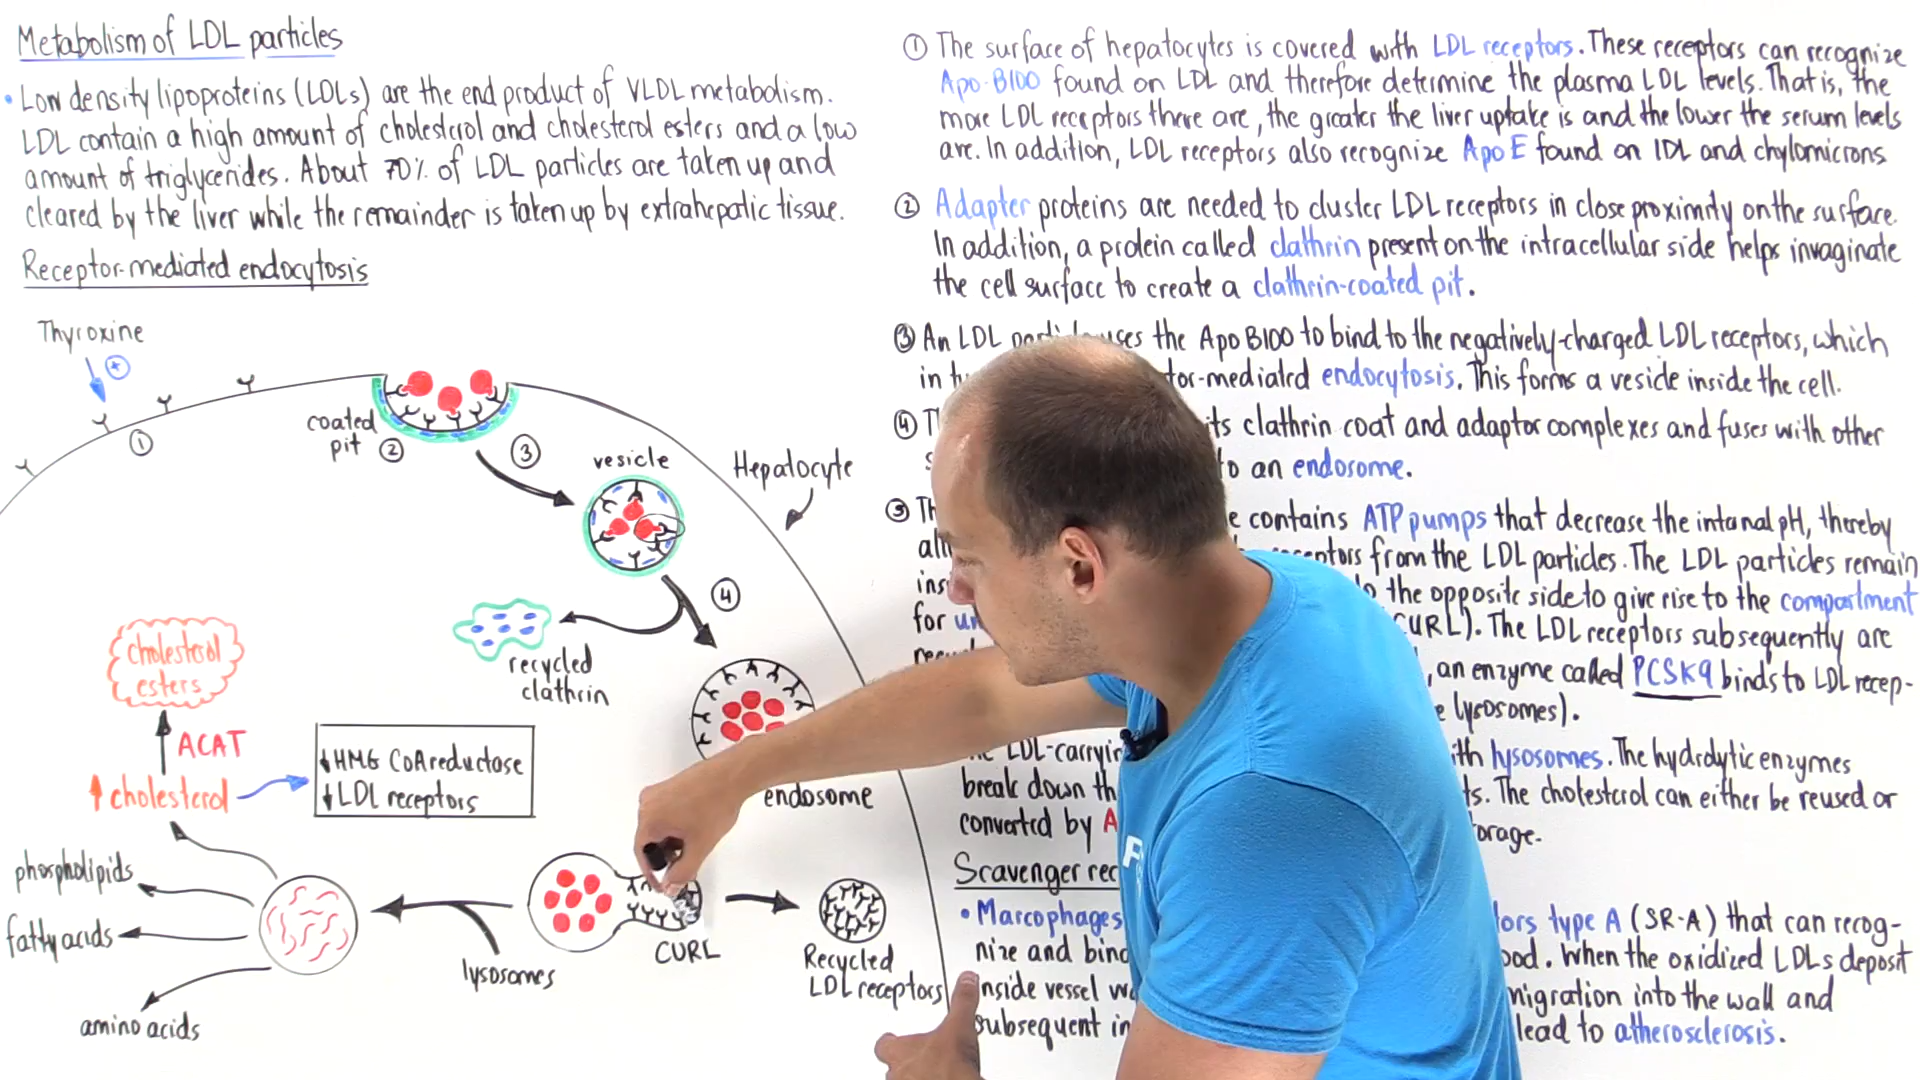 Metabolism of LDL particles
• Low density lipoproteins (LDLs) are the end product of VLDL metabolism.
LDL contain a high amount of cholesterol and cholesterol esters and a low
amount of triglycerides. About 70% of LDL particles are taken up and
cleared by the liver while the remainder is taken up by extrahepatic tissue.
Receptor-mediated endocytosis
Thyroxine
+
①
coated
pit ②
③
vesicle
Hepatocyte
④
recycled
clathrin
endosome
cholesterol
esters
ACAT
↑ cholesterol
↓ HMG CoA reductase
↓ LDL receptors
phospholipids
fatty acids
amino acids
lysosomes
CURL
Recycled
LDL receptors
① The surface of hepatocytes is covered with LDL receptors. These receptors can recognize
Apo-B100 found on LDL and therefore determine the plasma LDL levels. That is, the
more LDL receptors there are, the greater the liver uptake is and the lower the serum levels
are. In addition, LDL receptors also recognize Apo E found on IDL and chylomicrons
② Adapter proteins are needed to cluster LDL receptors in close proximity on the surface.
In addition, a protein called clathrin present on the intracellular side helps invaginate
the cell surface to create a clathrin-coated pit.
③ An LDL the Apo B100 to bind to the negatively-charged LDL receptors, which
in endocytosis. This forms a vesicle inside the cell.
④ its clathrin coat and adaptor complexes and fuses with other
to an endosome.
⑤ contains ATP pumps that decrease the intanal pH, thereby
from the LDL particles. The LDL particles remain
the opposite side to give rise to the compartment
for CURL). The LDL receptors subsequently are
, an enzyme called PCSK9 binds to LDL recep-
lysosomes).
LDL-carryin with lysosomes. The hydrolytic enzymes
break down th ts. The cholesterol can either be reused or
converted by A torage.
Scavenger rec
• Marcophages tors type A (SR-A) that can recog-
nize and bind ood. When the oxidized LDLs deposit
inside vessel wa migration into the wall and
subsequent in lead to atherosclerosis.